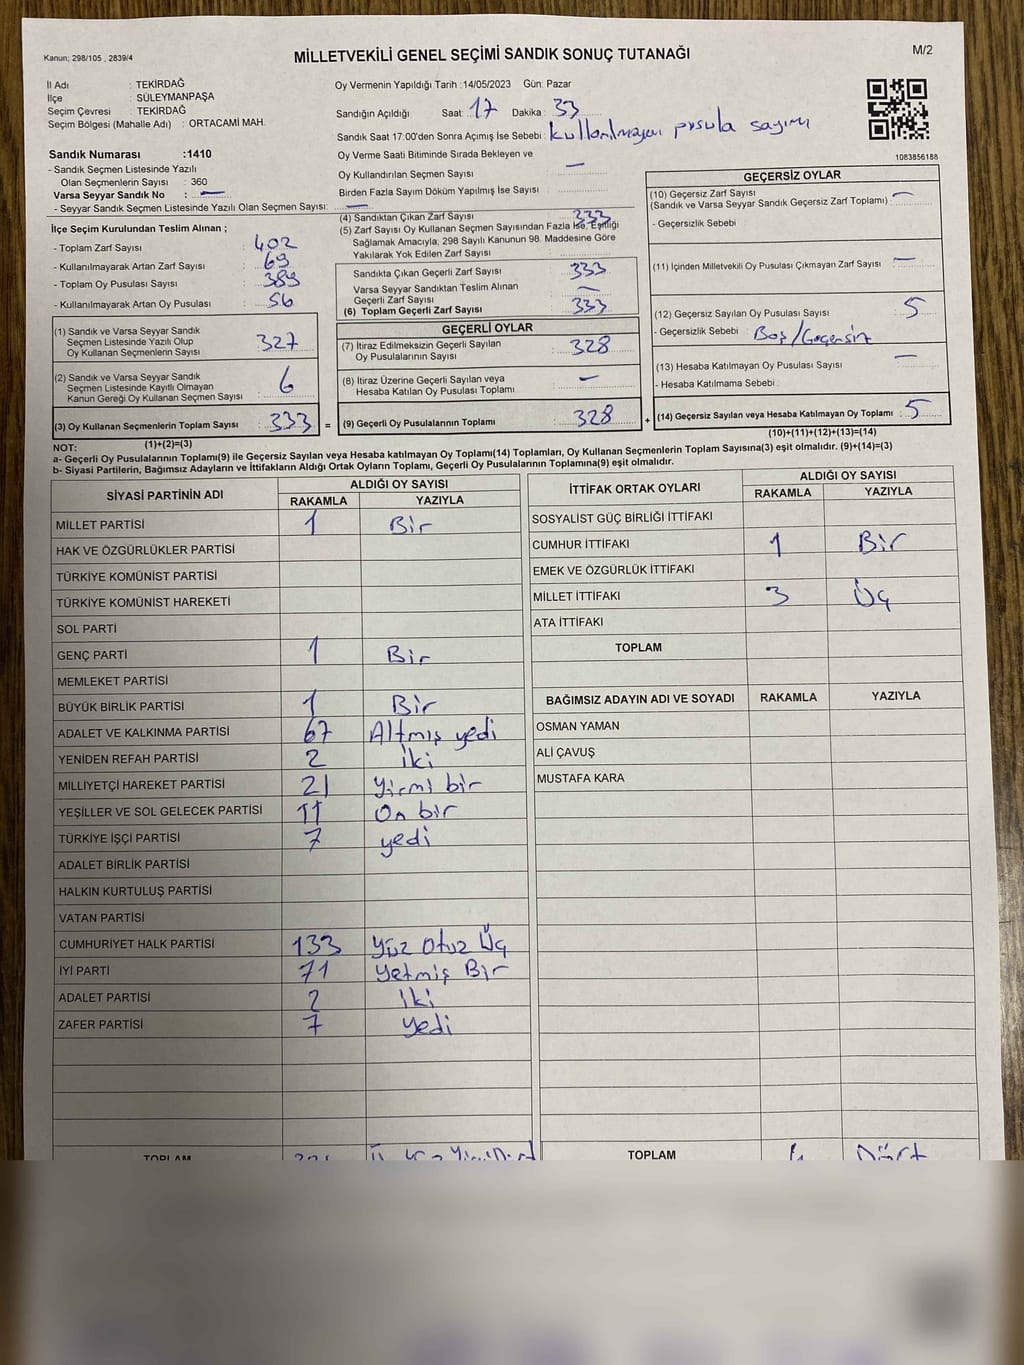 Kanun; 298/105 , 2839/4
MİLLETVEKİLİ GENEL SEÇİMİ SANDIK SONUÇ TUTANAĞI
M/2
İl Adı : TEKİRDAĞ
İlçe : SÜLEYMANPAŞA
Seçim Çevresi : TEKİRDAĞ
Seçim Bölgesi (Mahalle Adı) : ORTACAMİ MAH.
Oy Vermenin Yapıldığı Tarih :14/05/2023 Gün: Pazar
Sandığın Açıldığı Saat: 17 Dakika : 33
Sandık Saat 17:00'den Sonra Açımış İse Sebebi : kullanılmayan pusula sayımı
1083856188
Sandık Numarası :1410
- Sandık Seçmen Listesinde Yazılı
Olan Seçmenlerin Sayısı : 360
Varsa Seyyar Sandık No : —
- Seyyar Sandık Seçmen Listesinde Yazılı Olan Seçmen Sayısı: —
Oy Verme Saati Bitiminde Sırada Bekleyen ve
Oy Kullandırılan Seçmen Sayısı : —
Birden Fazla Sayım Döküm Yapılmış İse Sayısı :
İlçe Seçim Kurulundan Teslim Alınan ;
- Toplam Zarf Sayısı : 402
- Kullanılmayarak Artan Zarf Sayısı : 69
- Toplam Oy Pusulası Sayısı : 389
- Kullanılmayarak Artan Oy Pusulası : 56
(1) Sandık ve Varsa Seyyar Sandık
Seçmen Listesinde Yazılı Olup
Oy Kullanan Seçmenlerin Sayısı : 327
(2) Sandık ve Varsa Seyyar Sandık
Seçmen Listesinde Kayıtlı Olmayan
Kanun Gereği Oy Kullanan Seçmen Sayısı : 6
(3) Oy Kullanan Seçmenlerin Toplam Sayısı : 333 =
(1)+(2)=(3)
(4) Sandıktan Çıkan Zarf Sayısı : 333
(5) Zarf Sayısı Oy Kullanan Seçmen Sayısından Fazla İse, Eşitliği
Sağlamak Amacıyla; 298 Sayılı Kanunun 98. Maddesine Göre
Yakılarak Yok Edilen Zarf Sayısı :
Sandıkta Çıkan Geçerli Zarf Sayısı : 333
Varsa Seyyar Sandıktan Teslim Alınan
Geçerli Zarf Sayısı : —
(6) Toplam Geçerli Zarf Sayısı : 333
GEÇERLİ OYLAR
(7) İtiraz Edilmeksizin Geçerli Sayılan
Oy Pusulalarının Sayısı : 328
(8) İtiraz Üzerine Geçerli Sayılan veya
Hesaba Katılan Oy Pusulası Toplamı : —
(9) Geçerli Oy Pusulalarının Toplamı : 328 +
GEÇERSİZ OYLAR
(10) Geçersiz Zarf Sayısı : —
(Sandık ve Varsa Seyyar Sandık Geçersiz Zarf Toplamı)
- Geçersizlik Sebebi :
(11) İçinden Milletvekili Oy Pusulası Çıkmayan Zarf Sayısı : —
(12) Geçersiz Sayılan Oy Pusulası Sayısı : 5
- Geçersizlik Sebebi : Boş/Geçersiz
(13) Hesaba Katılmayan Oy Pusulası Sayısı : —
- Hesaba Katılmama Sebebi :
(14) Geçersiz Sayılan veya Hesaba Katılmayan Oy Toplamı : 5
(10)+(11)+(12)+(13)=(14)
NOT:
a- Geçerli Oy Pusulalarının Toplamı(9) ile Geçersiz Sayılan veya Hesaba katılmayan Oy Toplamı(14) Toplamları, Oy Kullanan Seçmenlerin Toplam Sayısına(3) eşit olmalıdır. (9)+(14)=(3)
b- Siyasi Partilerin, Bağımsız Adayların ve İttifakların Aldığı Ortak Oyların Toplamı, Geçerli Oy Pusulalarının Toplamına(9) eşit olmalıdır.
SİYASİ PARTİNİN ADI ALDIĞI OY SAYISI
RAKAMLA YAZIYLA
MİLLET PARTİSİ 1 Bir
HAK VE ÖZGÜRLÜKLER PARTİSİ
TÜRKİYE KOMÜNİST PARTİSİ
TÜRKİYE KOMÜNİST HAREKETİ
SOL PARTİ
GENÇ PARTİ 1 Bir
MEMLEKET PARTİSİ
BÜYÜK BİRLİK PARTİSİ 1 Bir
ADALET VE KALKINMA PARTİSİ 67 Altmış yedi
YENİDEN REFAH PARTİSİ 2 iki
MİLLİYETÇİ HAREKET PARTİSİ 21 Yirmi bir
YEŞİLLER VE SOL GELECEK PARTİSİ 11 On bir
TÜRKİYE İŞÇİ PARTİSİ 7 yedi
ADALET BİRLİK PARTİSİ
HALKIN KURTULUŞ PARTİSİ
VATAN PARTİSİ
CUMHURİYET HALK PARTİSİ 133 Yüz Otuz Üç
İYİ PARTİ 71 Yetmiş Bir
ADALET PARTİSİ 2 iki
ZAFER PARTİSİ 7 yedi
TOPLAM
İTTİFAK ORTAK OYLARI ALDIĞI OY SAYISI
RAKAMLA YAZIYLA
SOSYALİST GÜÇ BİRLİĞİ İTTİFAKI
CUMHUR İTTİFAKI 1 Bir
EMEK VE ÖZGÜRLÜK İTTİFAKI
MİLLET İTTİFAKI 3 Üç
ATA İTTİFAKI
TOPLAM
BAĞIMSIZ ADAYIN ADI VE SOYADI RAKAMLA YAZIYLA
OSMAN YAMAN
ALİ ÇAVUŞ
MUSTAFA KARA
TOPLAM 4 Dört